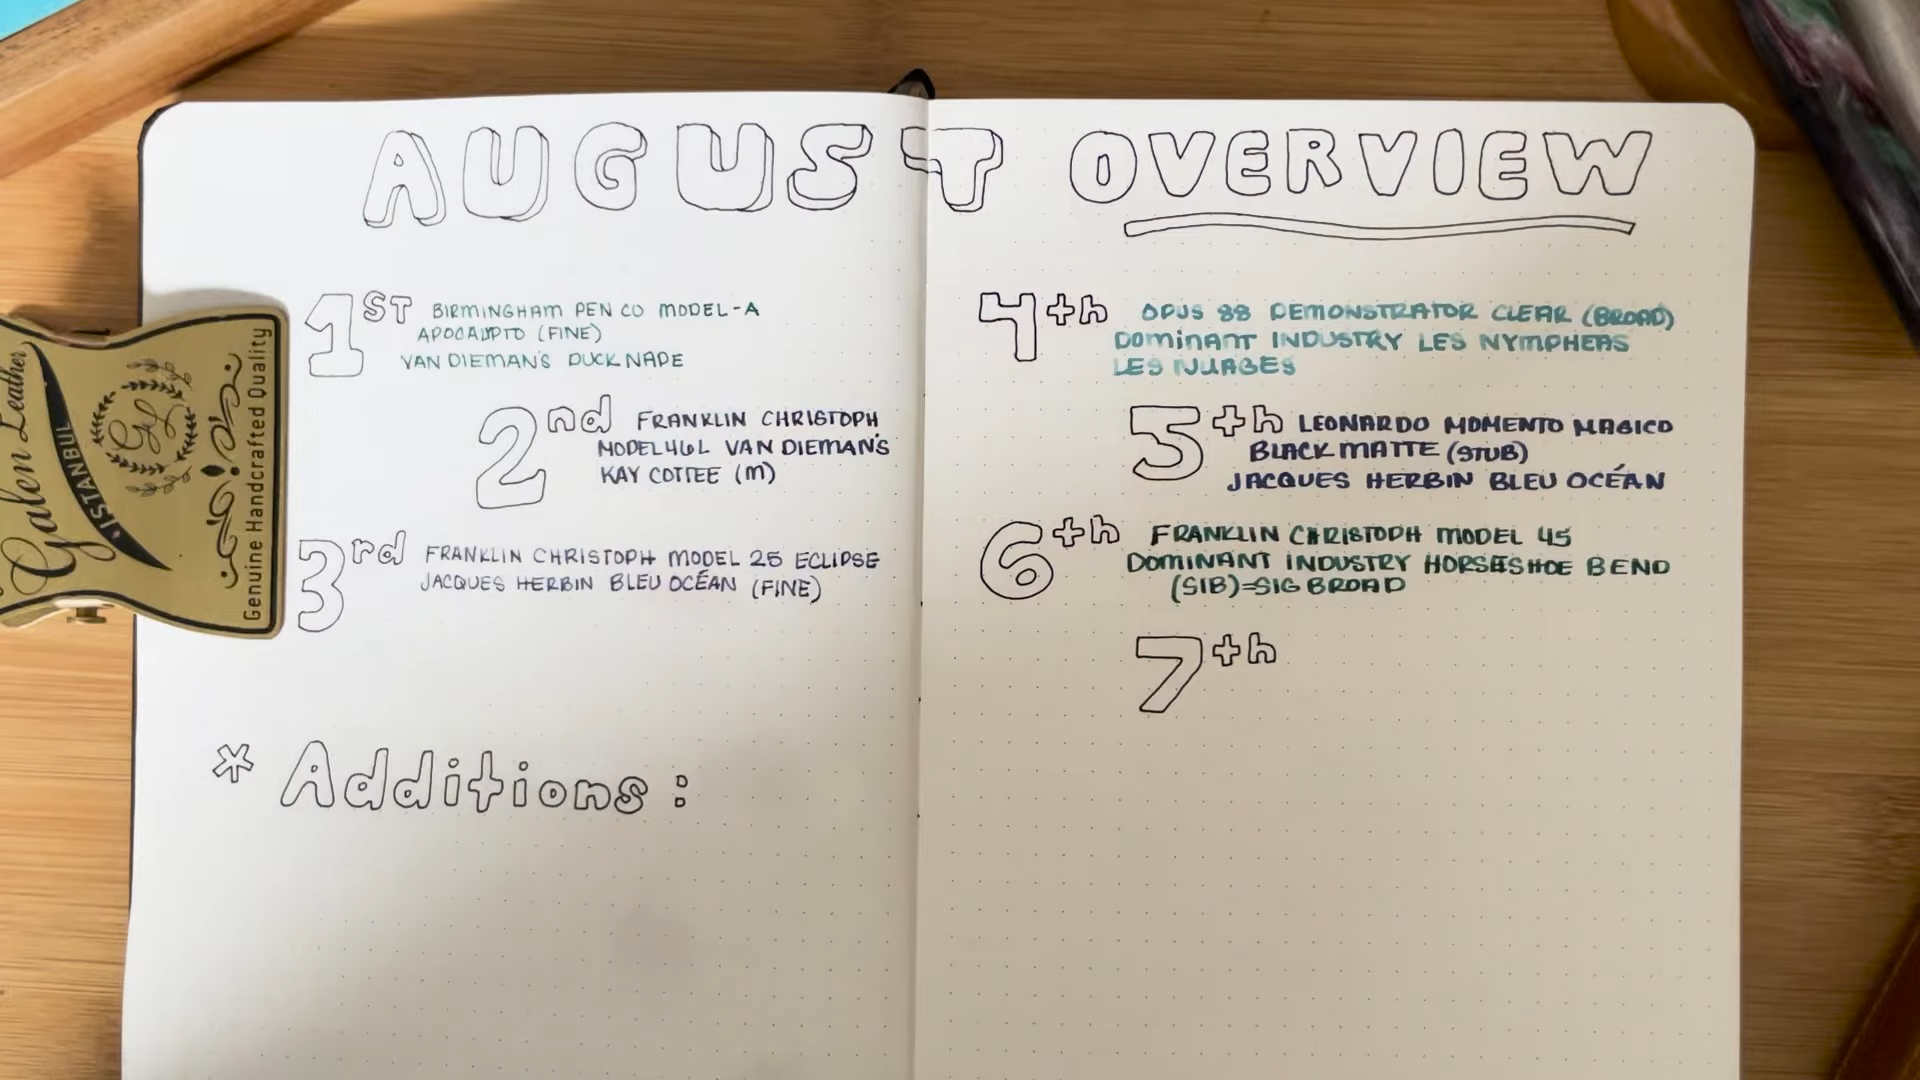 AUGUST OVERVIEW
1ST BIRMINGHAM PEN CO MODEL-A
APOCALYPTO (FINE)
VAN DIEMAN'S DUCK NAPE
2nd FRANKLIN CHRISTOPH
MODEL 46L VAN DIEMAN'S
KAY COTTEE (M)
3rd FRANKLIN CHRISTOPH MODEL 25 ECLIPSE
JACQUES HERBIN BLEU OCÉAN (FINE)
* Additions:
4th OPUS 88 DEMONSTRATOR CLEAR (BROAD)
DOMINANT INDUSTRY LES NYMPHEAS
LES NUAGES
5th LEONARDO MOMENTO MAGICO
BLACK MATTE (STUB)
JACQUES HERBIN BLEU OCÉAN
6th FRANKLIN CHRISTOPH MODEL 45
DOMINANT INDUSTRY HORSESHOE BEND
(SIB)=SIG BROAD
7th
Galen Leather
• ISTANBUL
GL
Genuine Handcrafted Quality